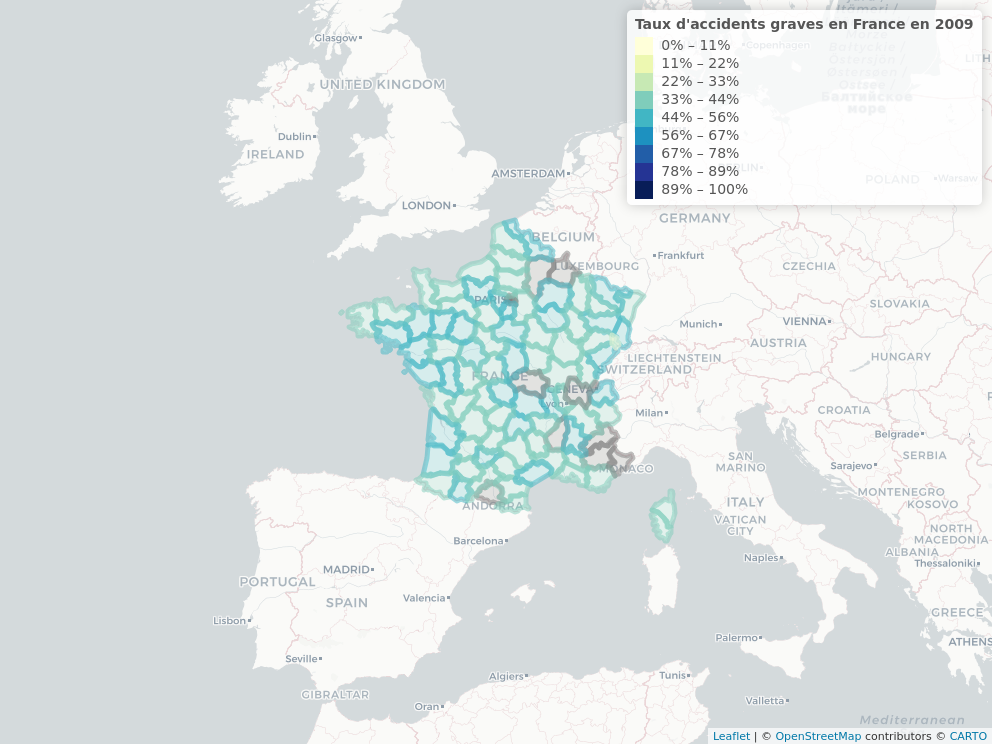 Taux d'accidents graves en France en 2009
0% – 11%
11% – 22%
22% – 33%
33% – 44%
44% – 56%
56% – 67%
67% – 78%
78% – 89%
89% – 100%
Glasgow
Copenhagen
Baltijos
Östersjön
Ostsee /
Балтийское
море
UNITED KINGDOM
Dublin
IRELAND
AMSTERDAM
POLAND
Warsaw
LONDON
GERMANY
BELGIUM
Frankfurt
LUXEMBOURG
CZECHIA
PARIS
SLOVAKIA
Munich
VIENNA
AUSTRIA
LIECHTENSTEIN
HUNGARY
SWITZERLAND
FRANCE
GENEVA
Milan
CROATIA
Belgrade
SAN
MARINO
SERBIA
Sarajevo
MONACO
MONTENEGRO
ITALY
KOSOVO
ANDORRA
VATICAN
CITY
NORTH
MACEDONIA
Barcelona
ALBANIA
Naples
Thessaloniki
MADRID
PORTUGAL
Valencia
SPAIN
GREECE
Lisbon
Palermo
ATHENS
Seville
Algiers
Tunis
GIBRALTAR
Valletta
Oran
Mediterranean
Leaflet | © OpenStreetMap contributors © CARTO